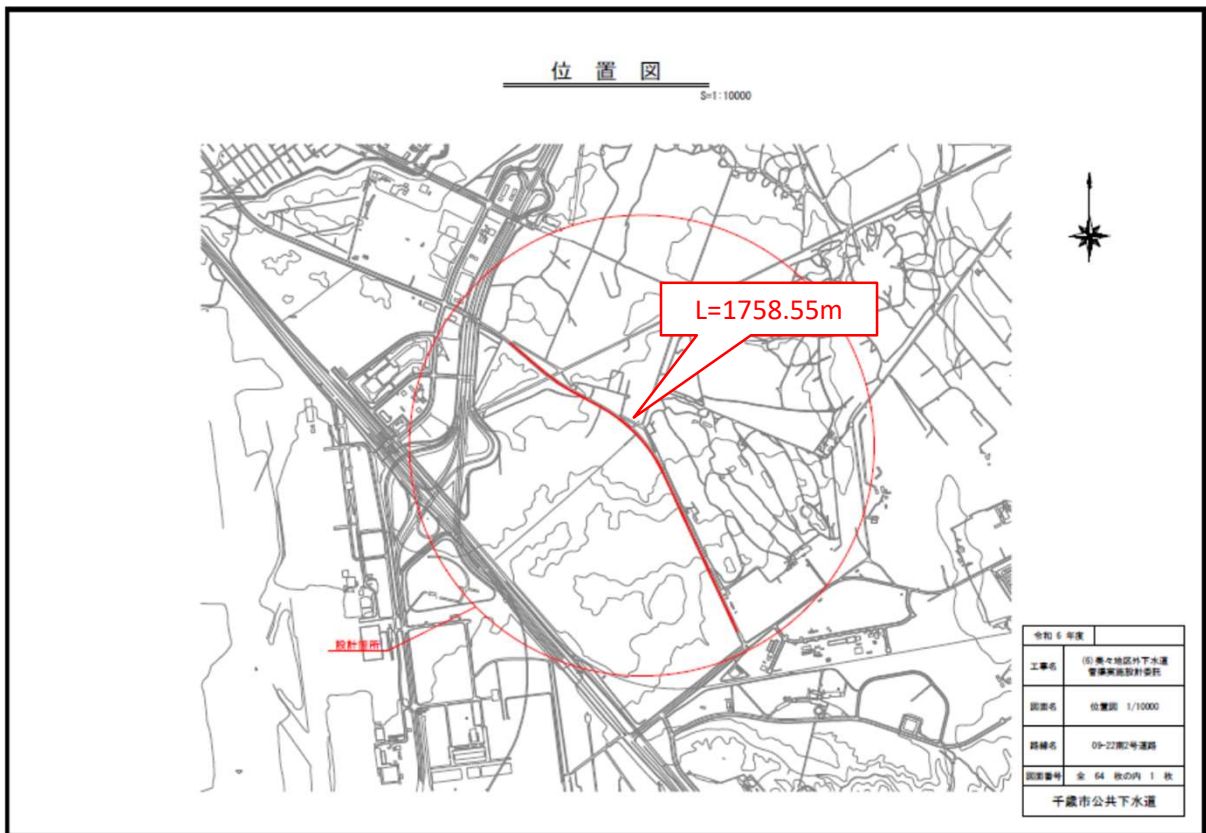 位置図
S=1:10000
L=1758.55m
設計箇所
令和 6 年度
工事名
(6)美々地区外下水道
管渠実施設計委託
図面名
位置図 1/10000
路線名
09-22南2号道路
図面番号
全 64 枚の内 1 枚
千歳市公共下水道